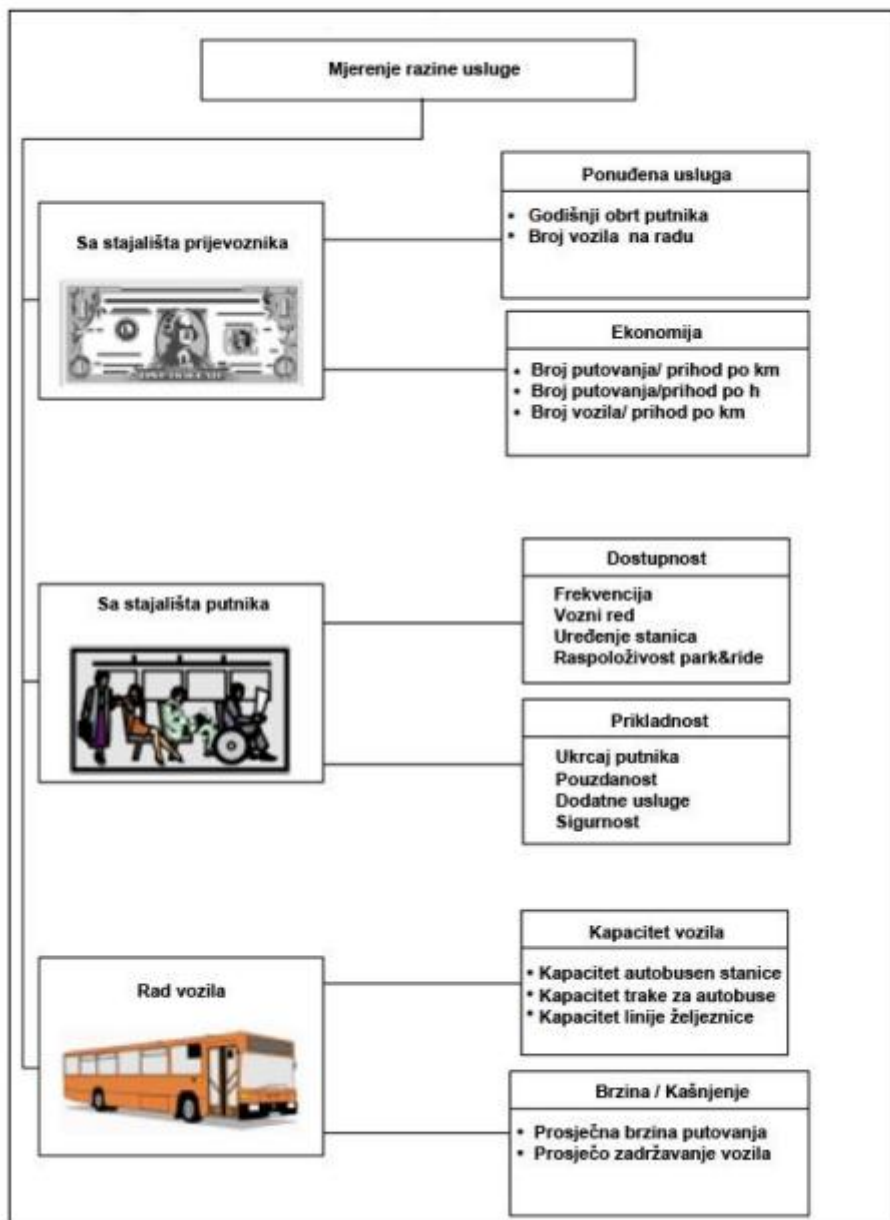 Mjerenje razine usluge
Sa stajališta prijevoznika
Ponuđena usluga
• Godišnji obrt putnika
• Broj vozila na radu
Ekonomija
• Broj putovanja/ prihod po km
• Broj putovanja/prihod po h
• Broj vozila/ prihod po km
Sa stajališta putnika
Dostupnost
Frekvencija
Vozni red
Uređenje stanica
Raspoloživost park&ride
Prikladnost
Ukrcaj putnika
Pouzdanost
Dodatne usluge
Sigurnost
Rad vozila
Kapacitet vozila
• Kapacitet autobusen stanice
• Kapacitet trake za autobuse
• Kapacitet linije željeznice
Brzina / Kašnjenje
• Prosječna brzina putovanja
• Prosječo zadržavanje vozila